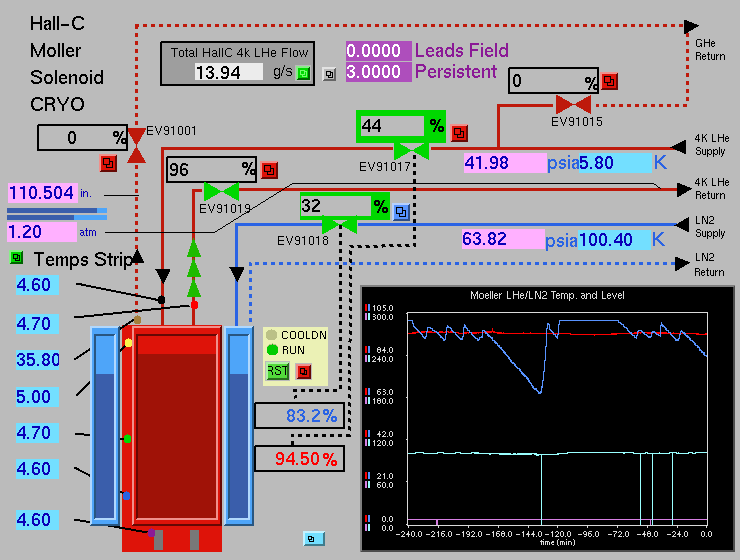 Hall-C
Moller
Solenoid
CRYO
Total HallC 4k LHe Flow
13.94 g/s
0.0000 Leads Field
3.0000 Persistent
GHe
Return
0 %
EV91015
0 %
EV91001
44 %
EV91017
4K LHe
Supply
41.98 psia 5.80 K
96 %
EV91019
4K LHe
Return
110.504 in.
32 %
EV91018
LN2
Supply
1.20 atm
63.82 psia 100.40 K
Temps Strip
LN2
Return
4.60
4.70
35.80
5.00
4.70
4.60
4.60
COOLDN
RUN
RST
83.2%
94.50%
Moeller LHe/LN2 Temp. and Level
105.0
300.0
84.0
240.0
63.0
180.0
42.0
120.0
21.0
60.0
0.0
0.0
-240.0 -216.0 -192.0 -168.0 -144.0 -120.0 -96.0 -72.0 -48.0 -24.0 0.0
time (min)